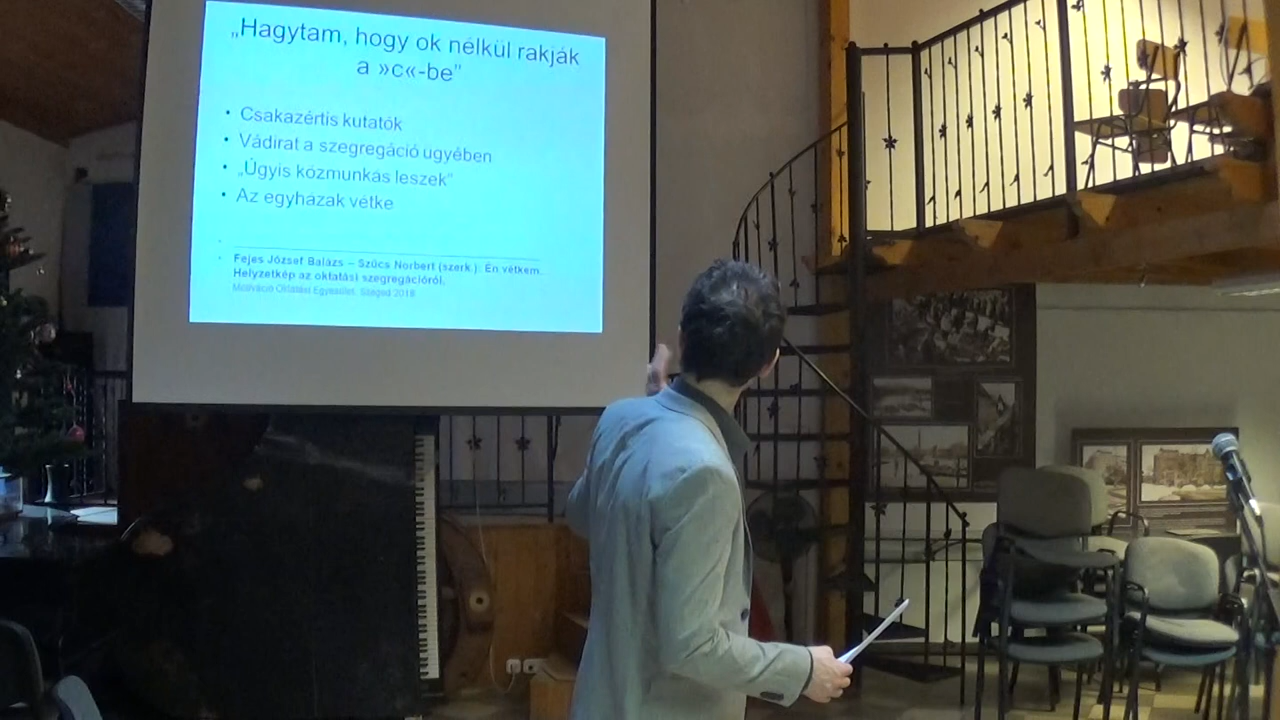 „Hagytam, hogy ok nélkül rakják
a »c«-be”
• Csakazértis kutatók
• Vádirat a szegregáció ügyében
• „Úgyis közmunkás leszek”
• Az egyházak vétke
Fejes József Balázs – Szűcs Norbert (szerk.): Én vétkem.
Helyzetkép az oktatási szegregációról.
Motiváció Oktatási Egyesület, Szeged 2018